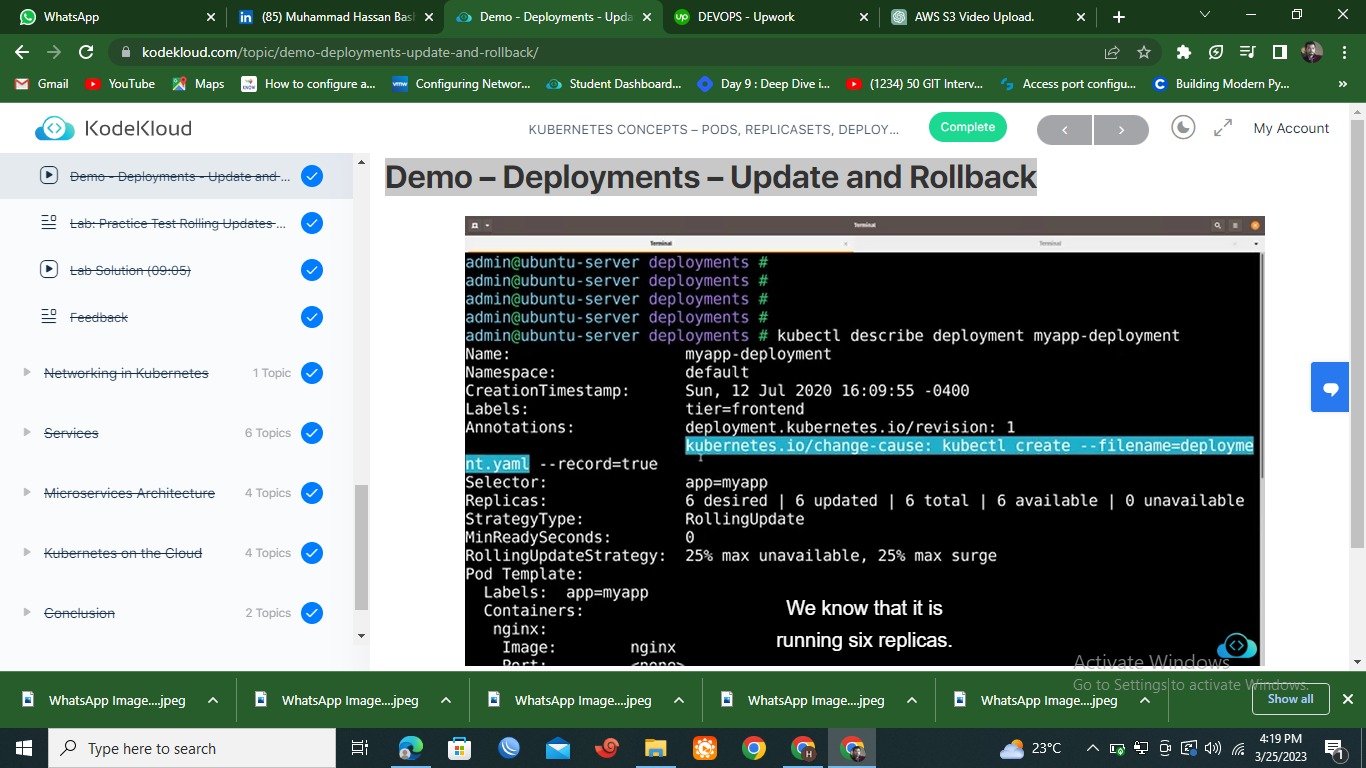 WhatsApp
(85) Muhammad Hassan Bas
Demo - Deployments - Upda
DEVOPS - Upwork
AWS S3 Video Upload.
kodekloud.com/topic/demo-deployments-update-and-rollback/
Gmail
YouTube
Maps
How to configure a...
Configuring Networ...
Student Dashboard...
Day 9 : Deep Dive i...
(1234) 50 GIT Interv...
Access port configu...
Building Modern Py...
KodeKloud
KUBERNETES CONCEPTS – PODS, REPLICASETS, DEPLOY...
Complete
My Account
Demo - Deployments - Update and ...
Lab: Practice Test Rolling Updates ...
Lab Solution (09:05)
Feedback
Networking in Kubernetes 1 Topic
Services 6 Topics
Microservices Architecture 4 Topics
Kubernetes on the Cloud 4 Topics
Conclusion 2 Topics
Demo – Deployments – Update and Rollback
Terminal
Terminal Terminal
admin@ubuntu-server deployments #
admin@ubuntu-server deployments #
admin@ubuntu-server deployments #
admin@ubuntu-server deployments #
admin@ubuntu-server deployments # kubectl describe deployment myapp-deployment
Name: myapp-deployment
Namespace: default
CreationTimestamp: Sun, 12 Jul 2020 16:09:55 -0400
Labels: tier=frontend
Annotations: deployment.kubernetes.io/revision: 1
kubernetes.io/change-cause: kubectl create --filename=deployme
nt.yaml --record=true
Selector: app=myapp
Replicas: 6 desired | 6 updated | 6 total | 6 available | 0 unavailable
StrategyType: RollingUpdate
MinReadySeconds: 0
RollingUpdateStrategy: 25% max unavailable, 25% max surge
Pod Template:
Labels: app=myapp
Containers:
nginx:
Image: nginx
Port: <none>
We know that it is
running six replicas.
Activate Windows
Go to Settings to activate Windows.
WhatsApp Image....jpeg
WhatsApp Image....jpeg
WhatsApp Image....jpeg
WhatsApp Image....jpeg
WhatsApp Image....jpeg
Show all
Type here to search
23°C
4:19 PM
3/25/2023
1